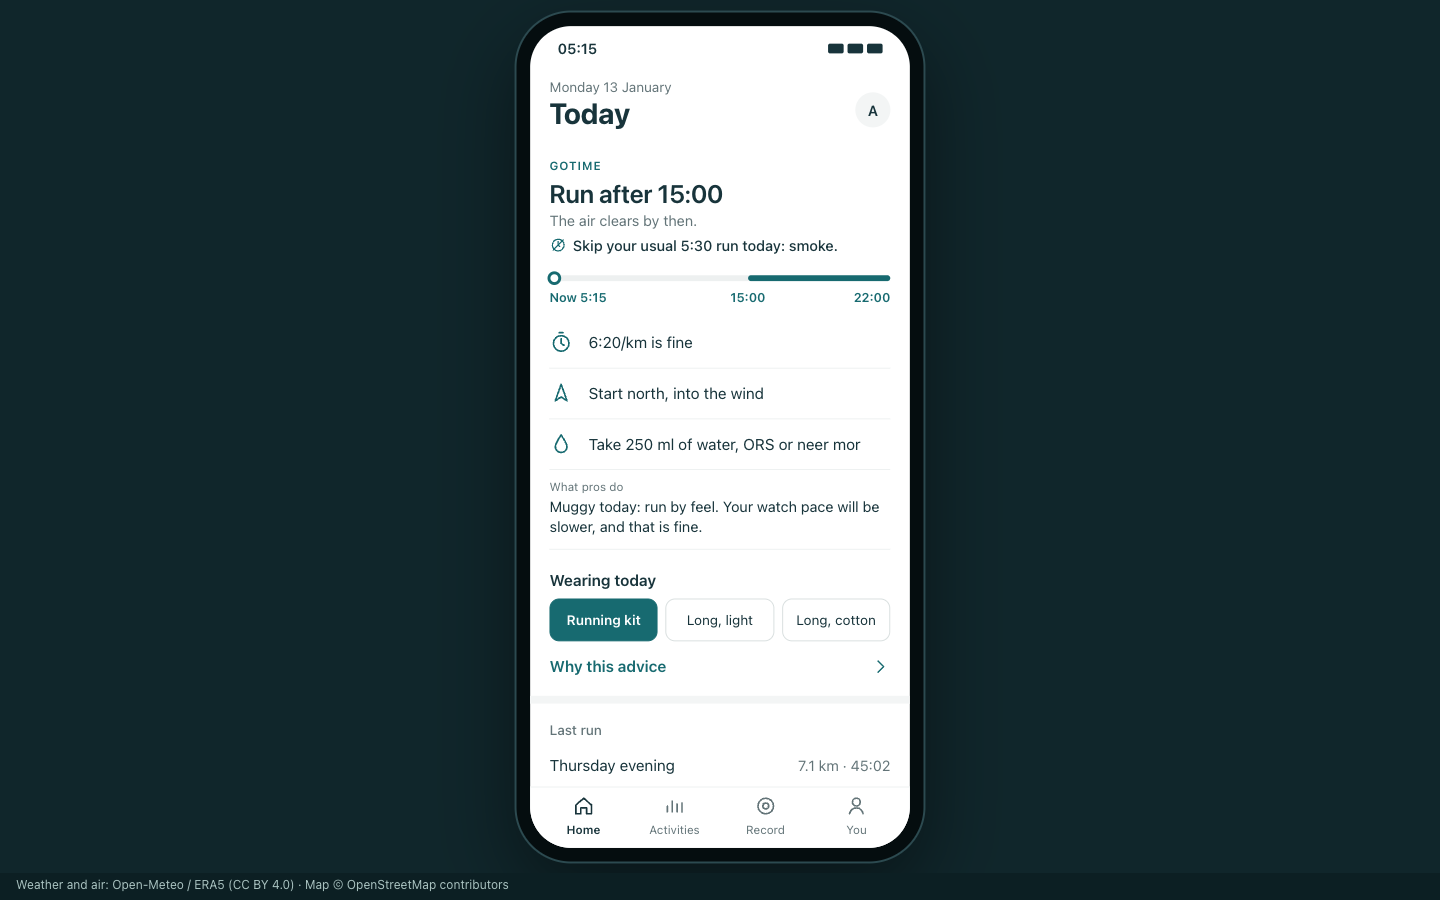 05:15
Monday 13 January
Today
A
GOTIME
Run after 15:00
The air clears by then.
Skip your usual 5:30 run today: smoke.
Now 5:15
15:00
22:00
6:20/km is fine
Start north, into the wind
Take 250 ml of water, ORS or neer mor
What pros do
Muggy today: run by feel. Your watch pace will be
slower, and that is fine.
Wearing today
Running kit
Long, light
Long, cotton
Why this advice
Last run
Thursday evening
7.1 km · 45:02
Home
Activities
Record
You
Weather and air: Open-Meteo / ERA5 (CC BY 4.0) · Map © OpenStreetMap contributors